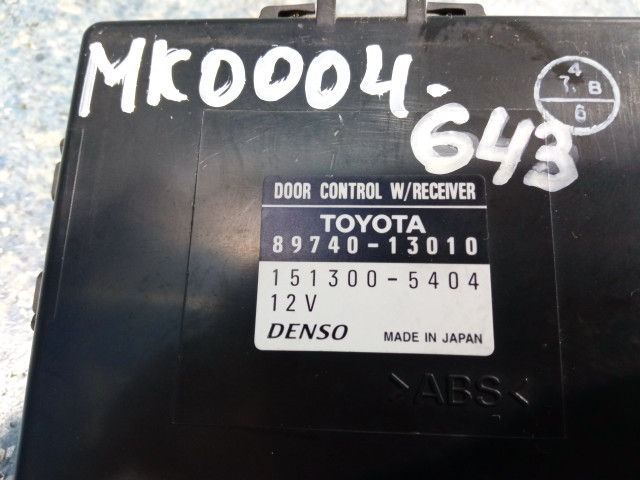 MK0004.
643
4
7. B
6
DOOR CONTROL W/RECEIVER
TOYOTA
89740-13010
151300-5404
12V
DENSO MADE IN JAPAN
>ABS<